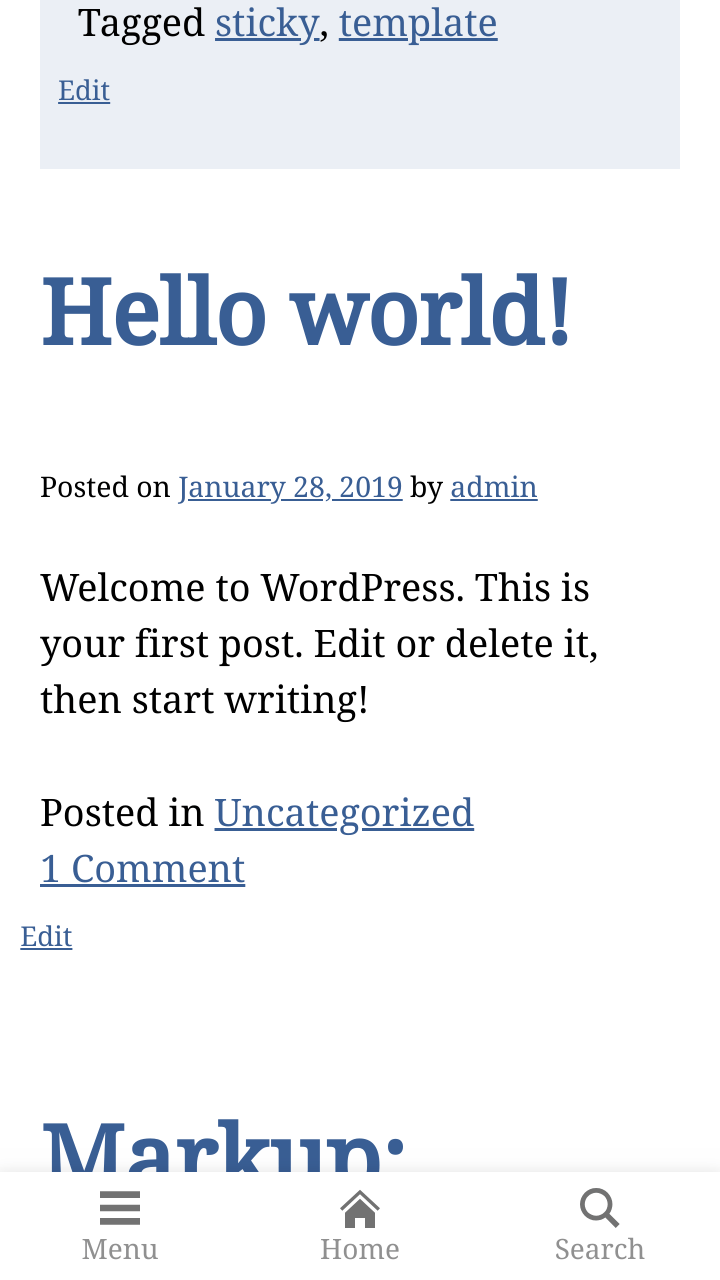 Tagged sticky, template
Edit
Hello world!
Posted on January 28, 2019 by admin
Welcome to WordPress. This is
your first post. Edit or delete it,
then start writing!
Posted in Uncategorized
1 Comment
Edit
Markup:
Menu Home Search